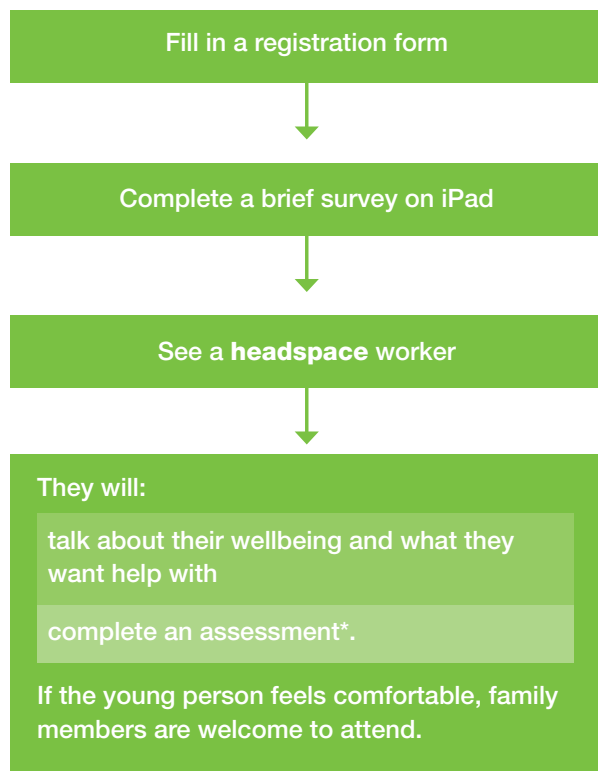 Fill in a registration form
Complete a brief survey on iPad
See a headspace worker
They will:
talk about their wellbeing and what they
want help with
complete an assessment*.
If the young person feels comfortable, family
members are welcome to attend.